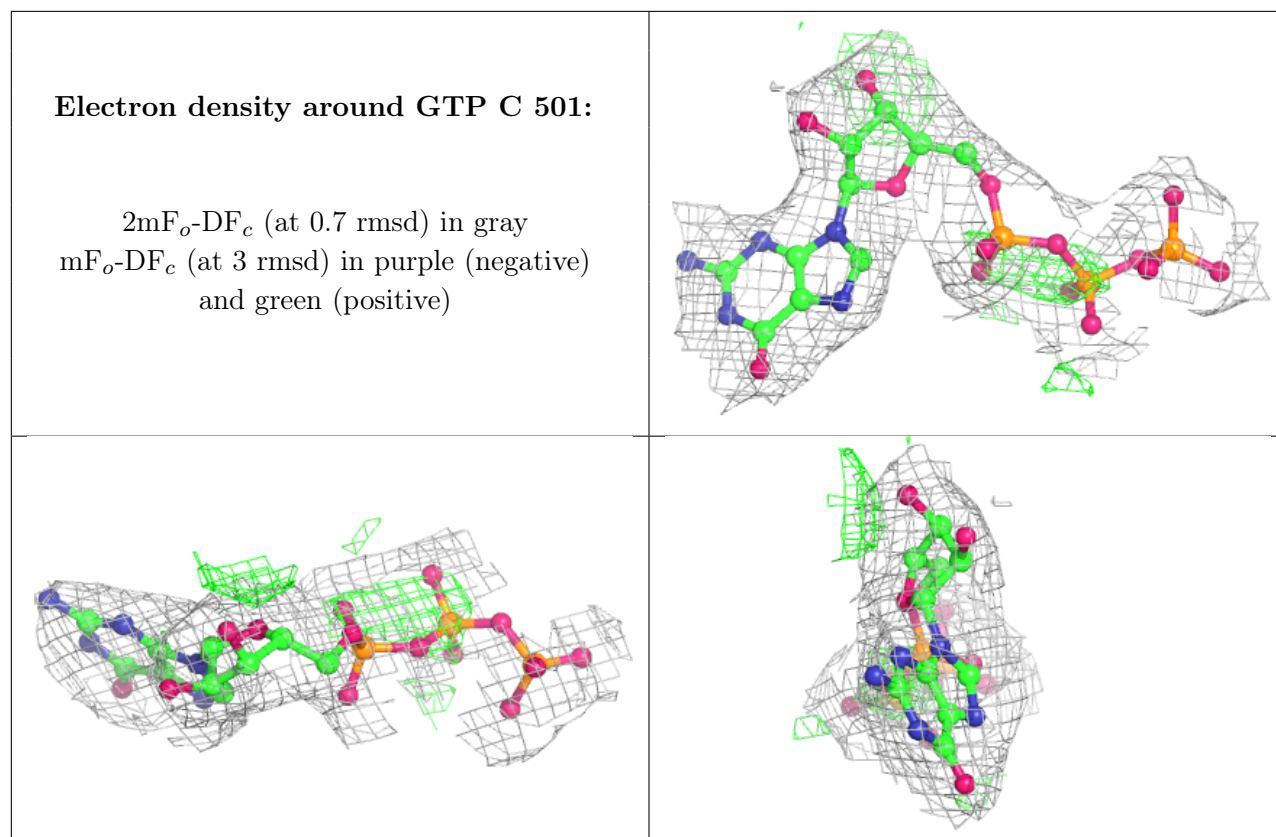 Electron density around GTP C 501:
2mFo-DFc (at 0.7 rmsd) in gray
mFo-DFc (at 3 rmsd) in purple (negative)
and green (positive)